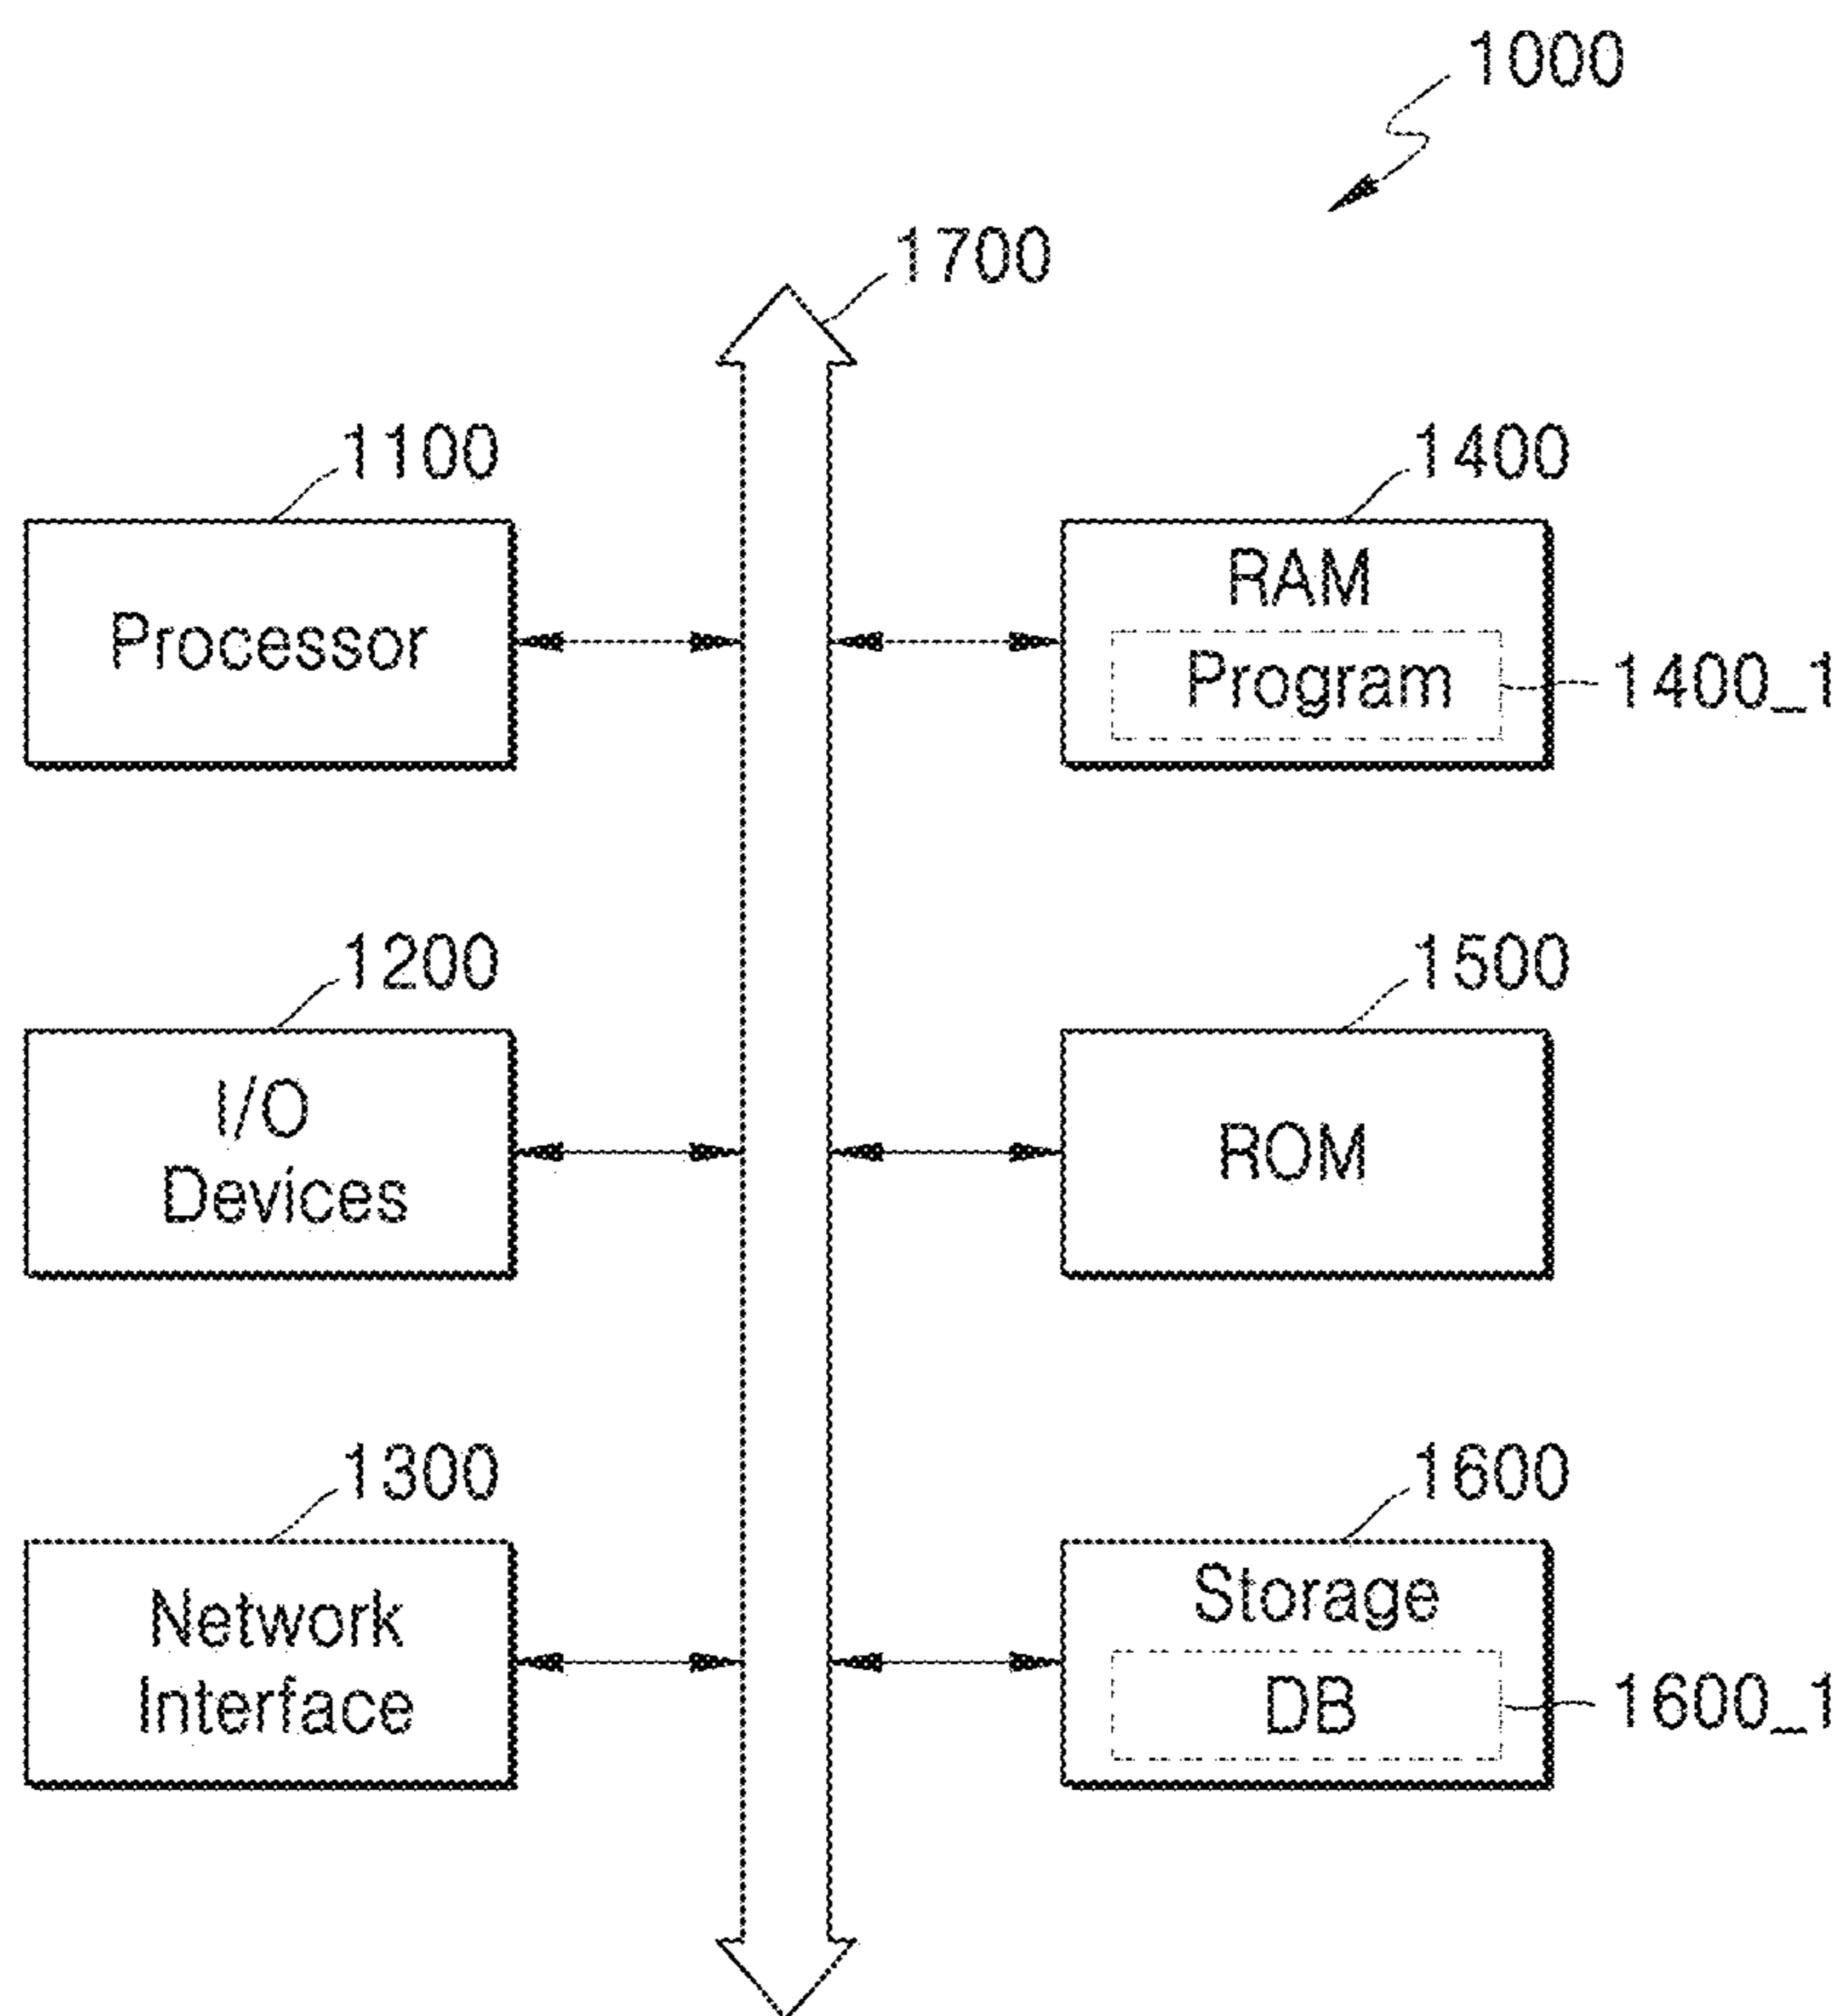 1000
1700
1100
1400
Processor
RAM
Program
1400_1
1200
1500
I/O
Devices
ROM
1300
1600
Network
Interface
Storage
DB
1600_1